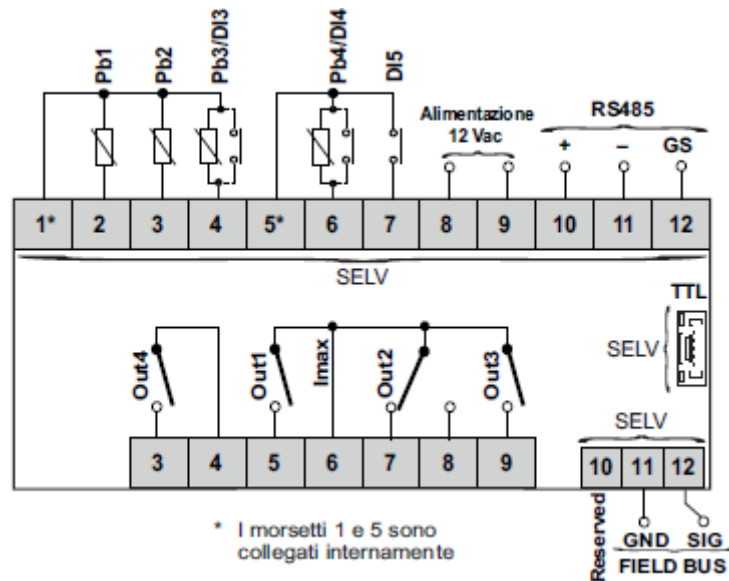 Pb1
Pb2
Pb3/DI3
Pb4/DI4
DI5
Alimentazione
12 Vac
RS485
+ – GS
1* 2 3 4 5* 6 7 8 9 10 11 12
SELV
TTL
SELV
Out4
Out1
Imax
Out2
Out3
SELV
3 4 5 6 7 8 9
10 11 12
Reserved
GND SIG
FIELD BUS
* I morsetti 1 e 5 sono
collegati internamente